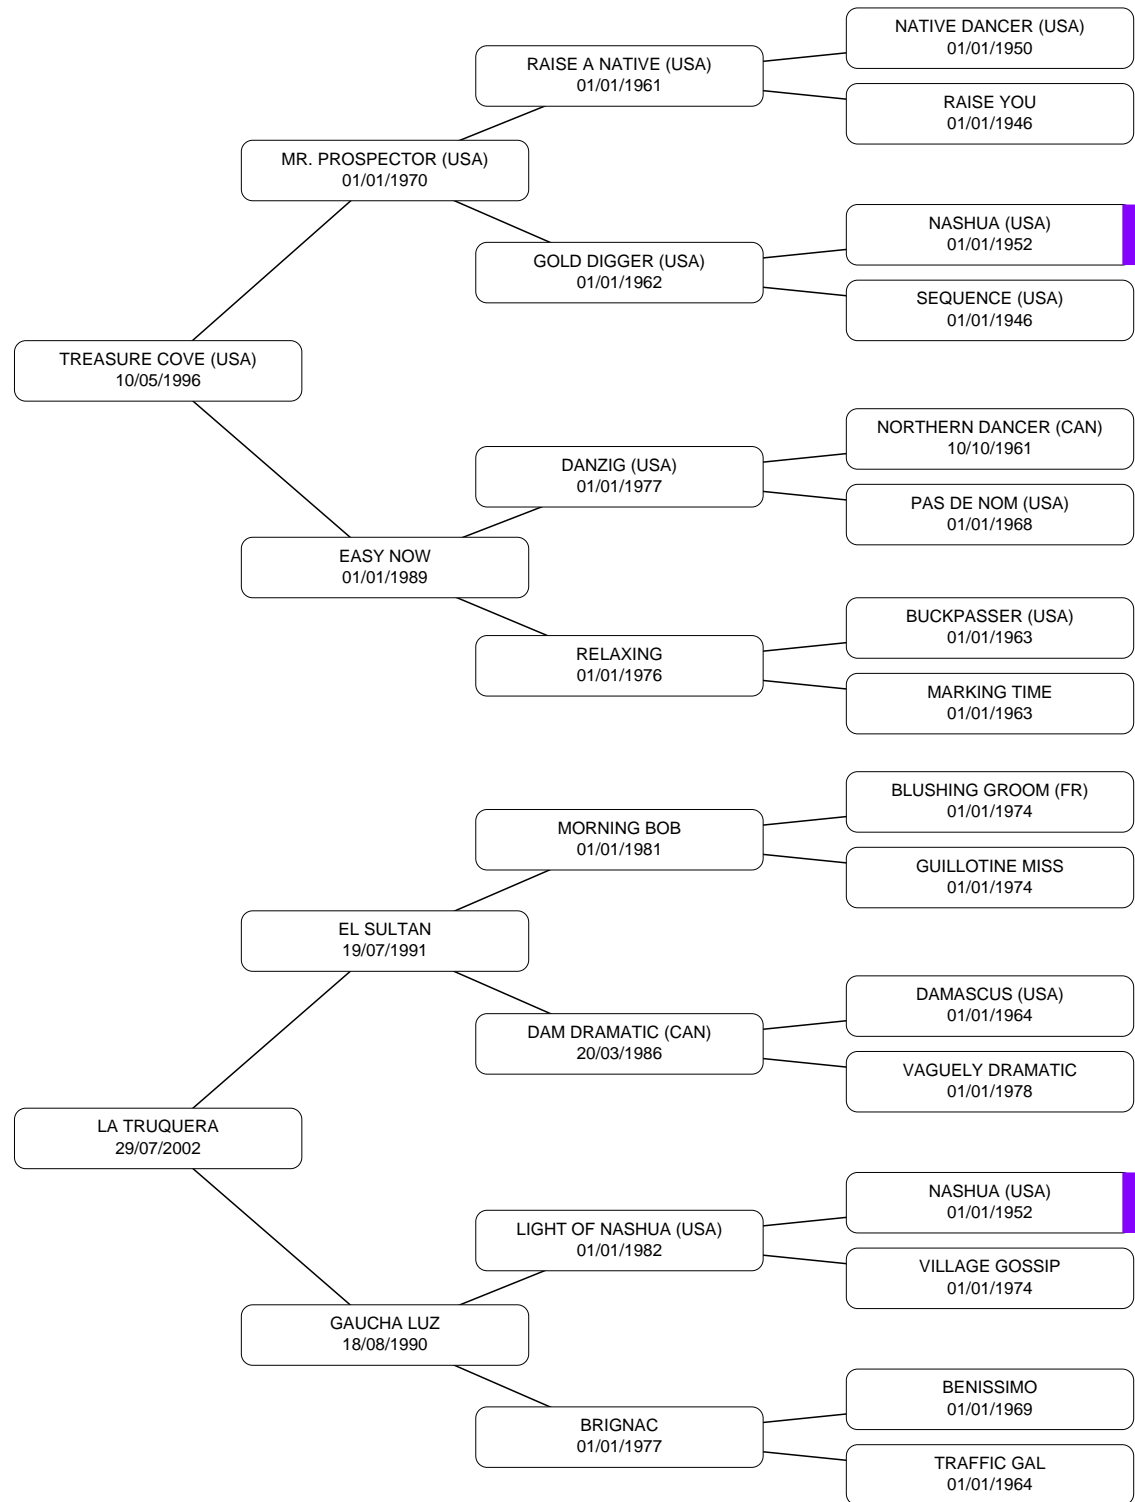 NATIVE DANCER (USA)
01/01/1950
RAISE A NATIVE (USA)
01/01/1961
RAISE YOU
01/01/1946
MR. PROSPECTOR (USA)
01/01/1970
NASHUA (USA)
01/01/1952
GOLD DIGGER (USA)
01/01/1962
SEQUENCE (USA)
01/01/1946
TREASURE COVE (USA)
10/05/1996
NORTHERN DANCER (CAN)
10/10/1961
DANZIG (USA)
01/01/1977
PAS DE NOM (USA)
01/01/1968
EASY NOW
01/01/1989
BUCKPASSER (USA)
01/01/1963
RELAXING
01/01/1976
MARKING TIME
01/01/1963
BLUSHING GROOM (FR)
01/01/1974
MORNING BOB
01/01/1981
GUILLOTINE MISS
01/01/1974
EL SULTAN
19/07/1991
DAMASCUS (USA)
01/01/1964
DAM DRAMATIC (CAN)
20/03/1986
VAGUELY DRAMATIC
01/01/1978
LA TRUQUERA
29/07/2002
NASHUA (USA)
01/01/1952
LIGHT OF NASHUA (USA)
01/01/1982
VILLAGE GOSSIP
01/01/1974
GAUCHA LUZ
18/08/1990
BENISSIMO
01/01/1969
BRIGNAC
01/01/1977
TRAFFIC GAL
01/01/1964